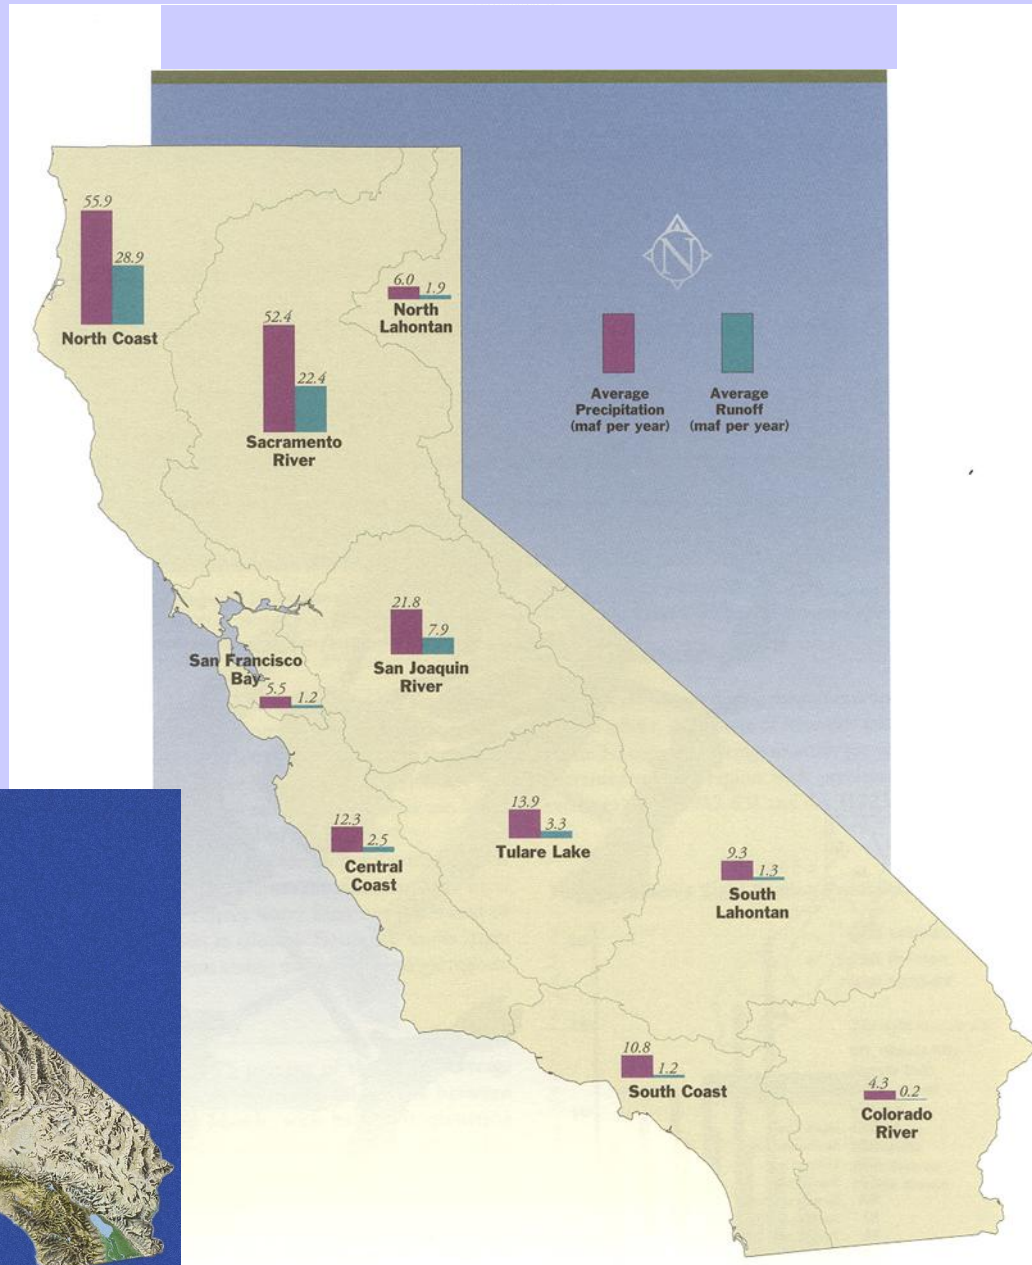 55.9
28.9
North Coast
6.0
1.9
North
Lahontan
52.4
22.4
Sacramento
River
N
Average
Precipitation
(maf per year)
Average
Runoff
(maf per year)
21.8
7.9
San Joaquin
River
San Francisco
Bay
5.5
1.2
13.9
3.3
Tulare Lake
12.3
2.5
Central
Coast
9.3
1.3
South
Lahontan
10.8
1.2
South Coast
4.3
0.2
Colorado
River